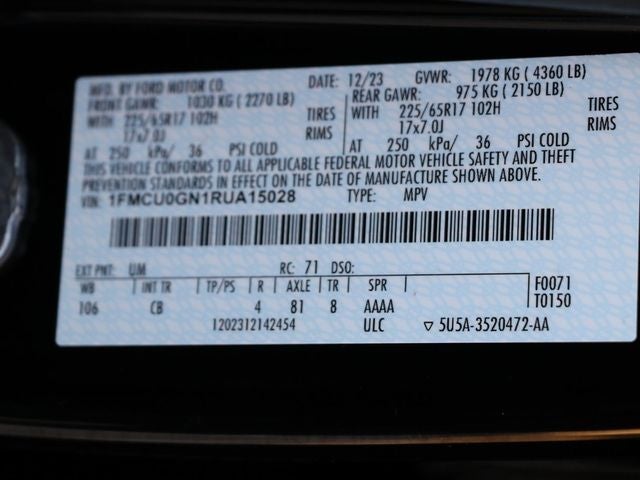 MFD. BY FORD MOTOR CO.
DATE: 12/23 GVWR: 1978 KG ( 4360 LB)
FRONT GAWR: 1030 KG ( 2270 LB)
REAR GAWR: 975 KG ( 2150 LB)
WITH 225/65R17 102H TIRES
WITH 225/65R17 102H TIRES
17x7.0J RIMS
17x7.0J RIMS
AT 250 kPa/ 36 PSI COLD
AT 250 kPa/ 36 PSI COLD
THIS VEHICLE CONFORMS TO ALL APPLICABLE FEDERAL MOTOR VEHICLE SAFETY AND THEFT
PREVENTION STANDARDS IN EFFECT ON THE DATE OF MANUFACTURE SHOWN ABOVE.
VIN: 1FMCU0GN1RUA15028 TYPE: MPV
EXT PNT: UM RC: 71 DSO:
WB INT TR TP/PS R AXLE TR SPR
F0071
106 CB 4 81 8 AAAA
T0150
1202312142454 ULC ▽ 5U5A-3520472-AA